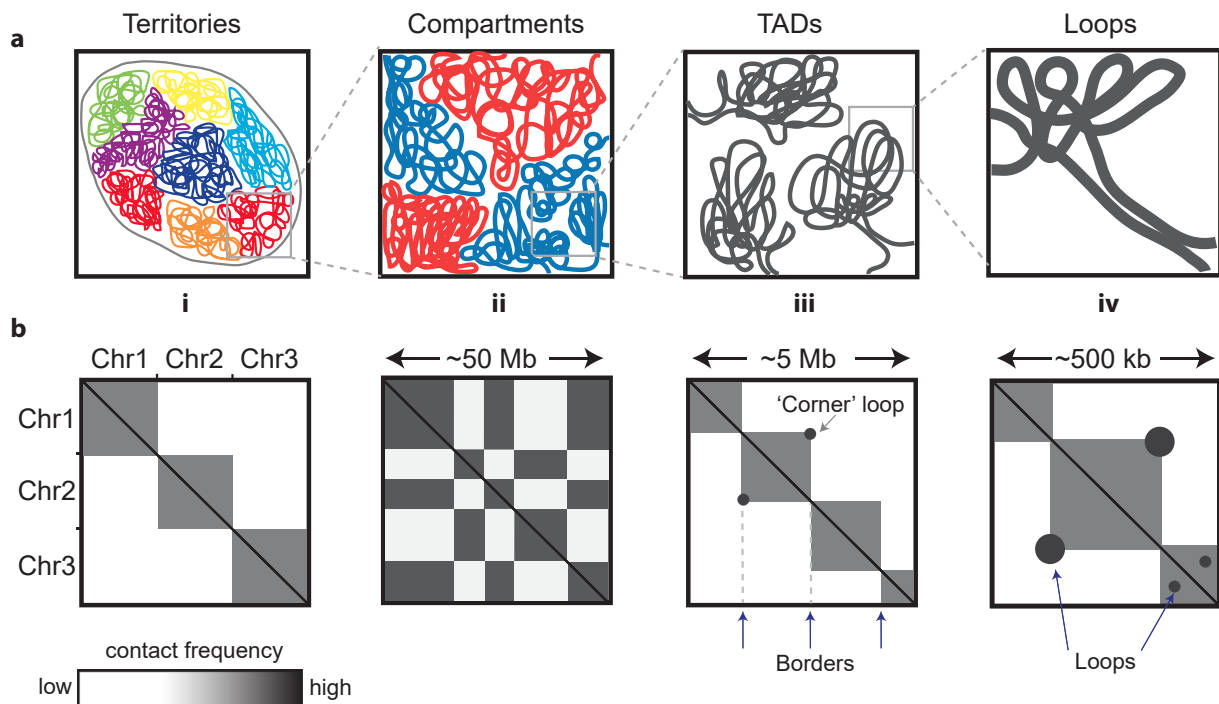 Territories Compartments TADs Loops
a
i ii iii iv
b
Chr1 Chr2 Chr3 ~50 Mb ~5 Mb ~500 kb
Chr1
Chr2
Chr3
'Corner' loop
Borders
Loops
contact frequency
low high